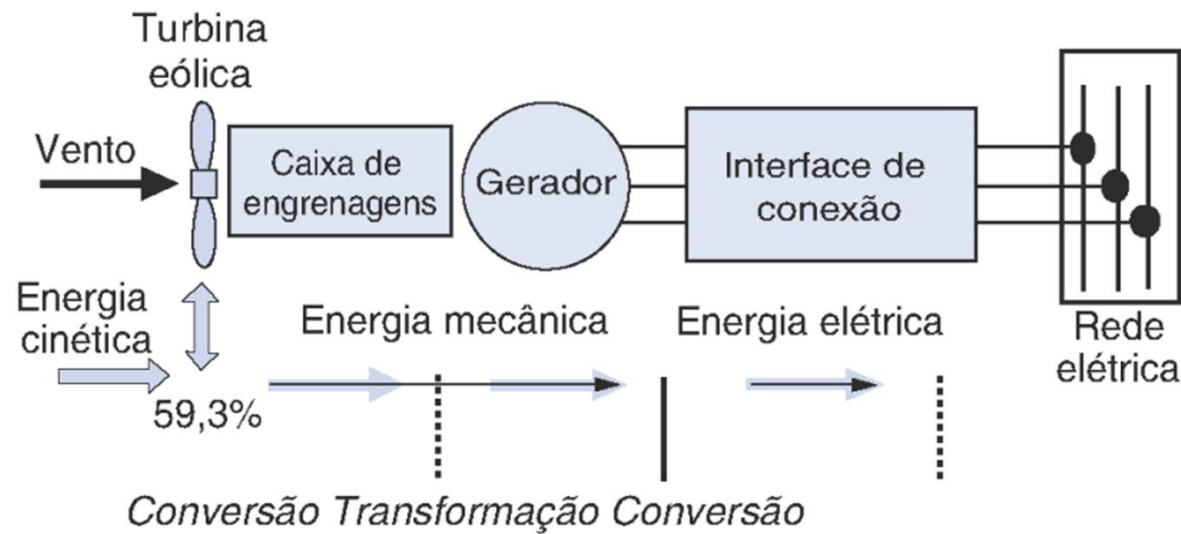 Turbina
eólica
Vento
Caixa de
engrenagens
Gerador
Interface de
conexão
Energia
cinética
59,3%
Energia mecânica
Energia elétrica
Rede
elétrica
Conversão Transformação Conversão